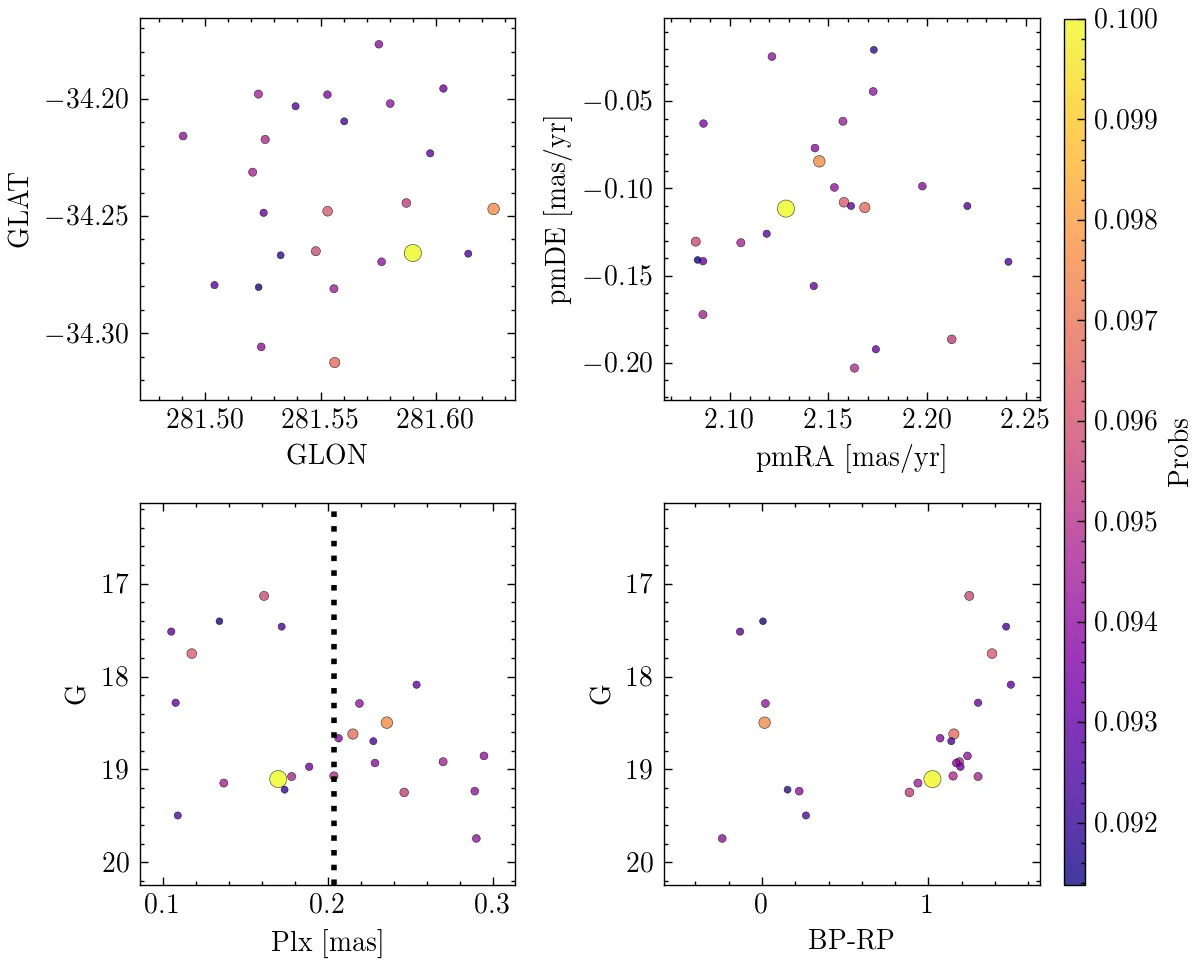 −34.20
−34.25
−34.30
GLAT
281.50 281.55 281.60
GLON
−0.05
−0.10
−0.15
−0.20
pmDE [mas/yr]
2.10 2.15 2.20 2.25
pmRA [mas/yr]
17
18
19
20
G
0.1 0.2 0.3
Plx [mas]
17
18
19
20
G
0 1
BP-RP
0.100
0.099
0.098
0.097
0.096
0.095
0.094
0.093
0.092
Probs